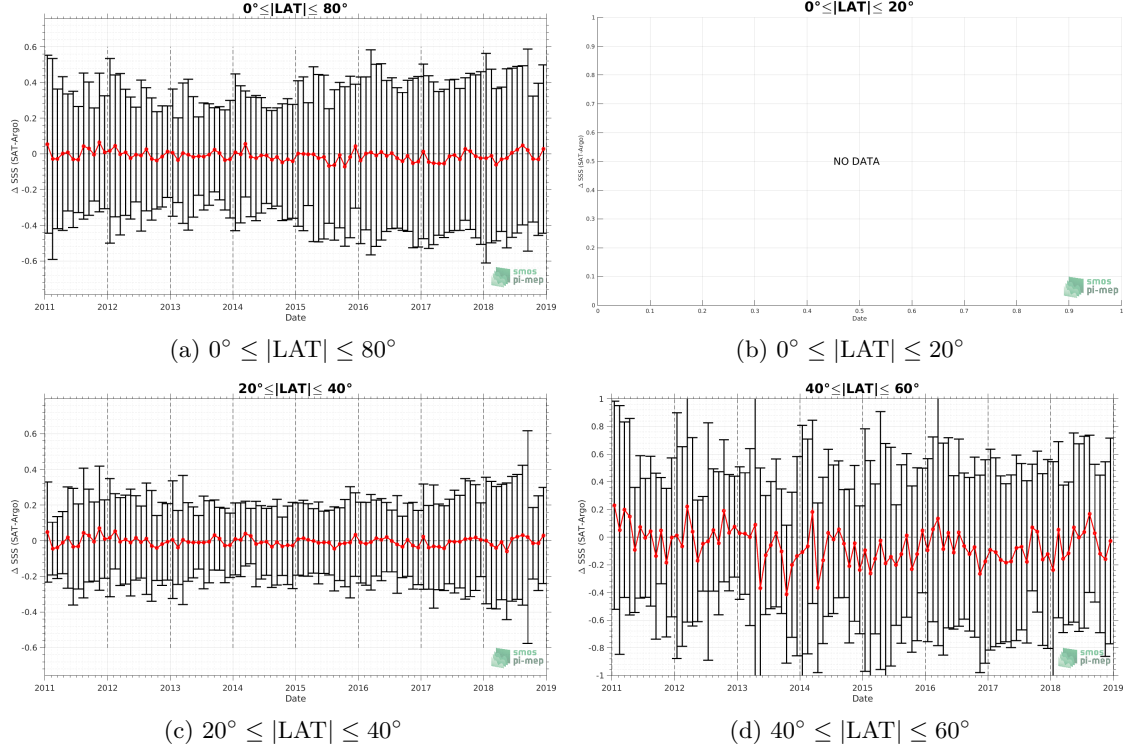 0°≤|LAT|≤ 80°
Δ SSS (SAT-Argo)
0.6
0.4
0.2
0
-0.2
-0.4
-0.6
2011 2012 2013 2014 2015 2016 2017 2018 2019
Date
smos
pi-mep
(a) 0° ≤ |LAT| ≤ 80°
0°≤|LAT|≤ 20°
Δ SSS (SAT-Argo)
1
0.9
0.8
0.7
0.6
0.5
0.4
0.3
0.2
0.1
0
NO DATA
0 0.1 0.2 0.3 0.4 0.5 0.6 0.7 0.8 0.9 1
Date
smos
pi-mep
(b) 0° ≤ |LAT| ≤ 20°
20°≤|LAT|≤ 40°
Δ SSS (SAT-Argo)
0.6
0.4
0.2
0
-0.2
-0.4
-0.6
2011 2012 2013 2014 2015 2016 2017 2018 2019
Date
smos
pi-mep
(c) 20° ≤ |LAT| ≤ 40°
40°≤|LAT|≤ 60°
Δ SSS (SAT-Argo)
1
0.8
0.6
0.4
0.2
0
-0.2
-0.4
-0.6
-0.8
-1
2011 2012 2013 2014 2015 2016 2017 2018 2019
Date
smos
pi-mep
(d) 40° ≤ |LAT| ≤ 60°